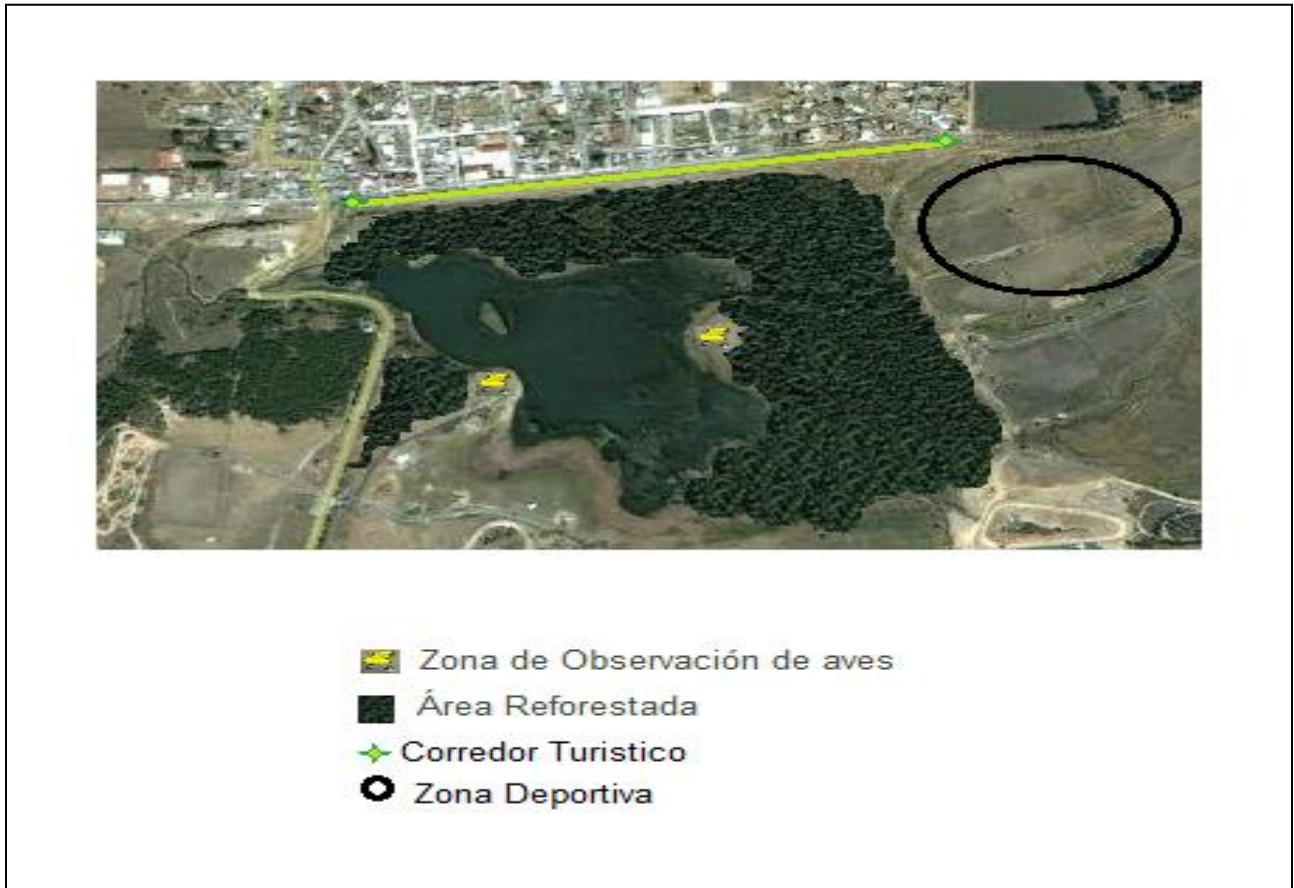 Zona de Observación de aves
Área Reforestada
Corredor Turistico
Zona Deportiva